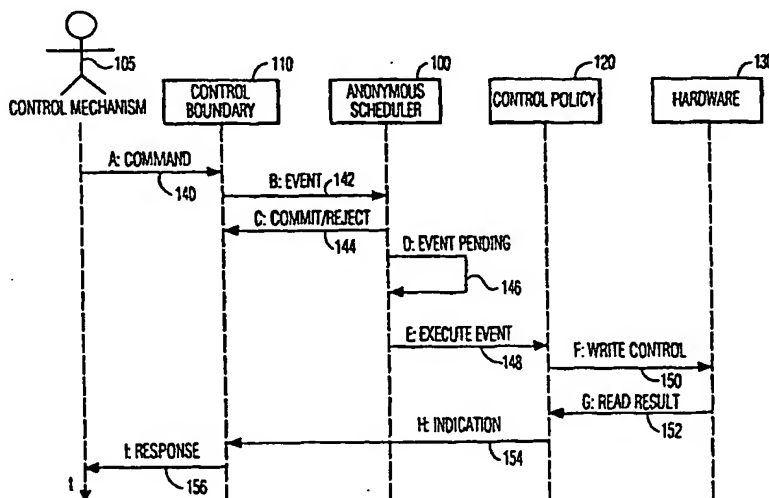 105
CONTROL MECHANISM
110
CONTROL
BOUNDARY
100
ANONYMOUS
SCHEDULER
120
CONTROL POLICY
130
HARDWARE
A: COMMAND
140
B: EVENT
142
C: COMMIT/REJECT
144
D: EVENT PENDING
146
E: EXECUTE EVENT
148
F: WRITE CONTROL
150
G: READ RESULT
152
H: INDICATION
154
I: RESPONSE
156
t